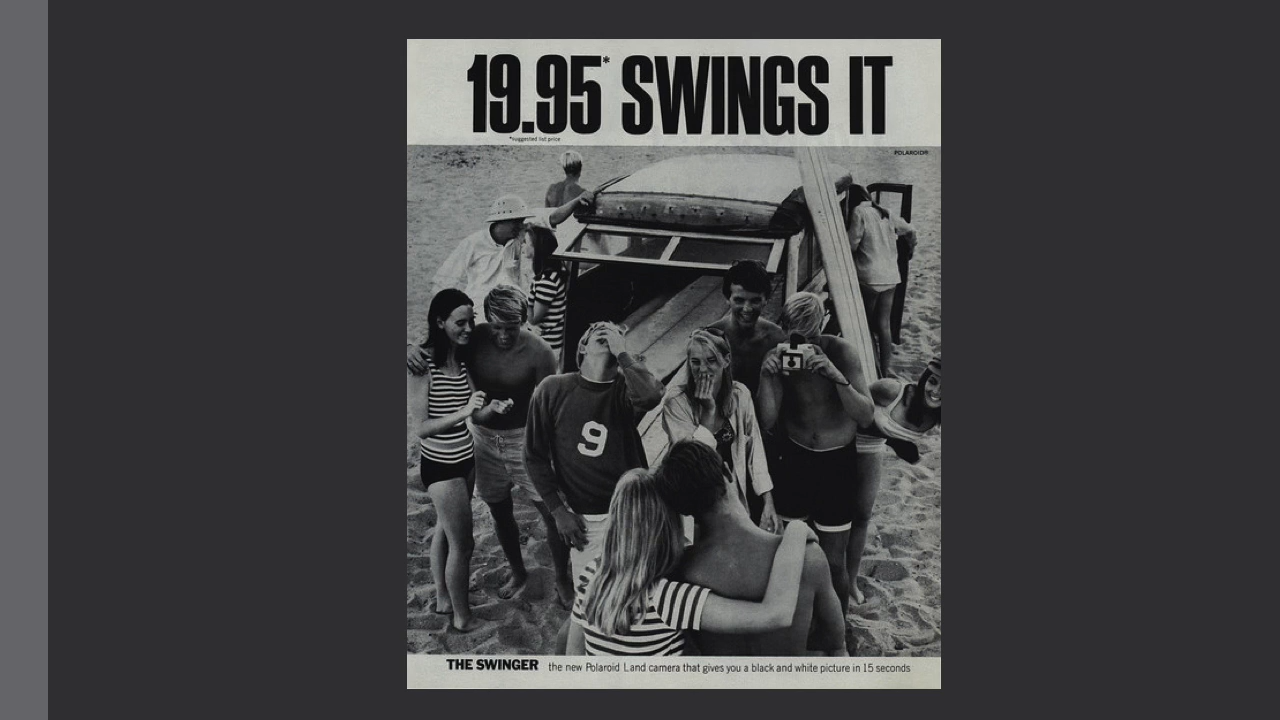 19.95* SWINGS IT
*suggested list price
POLAROID®
9
THE SWINGER the new Polaroid Land camera that gives you a black and white picture in 15 seconds